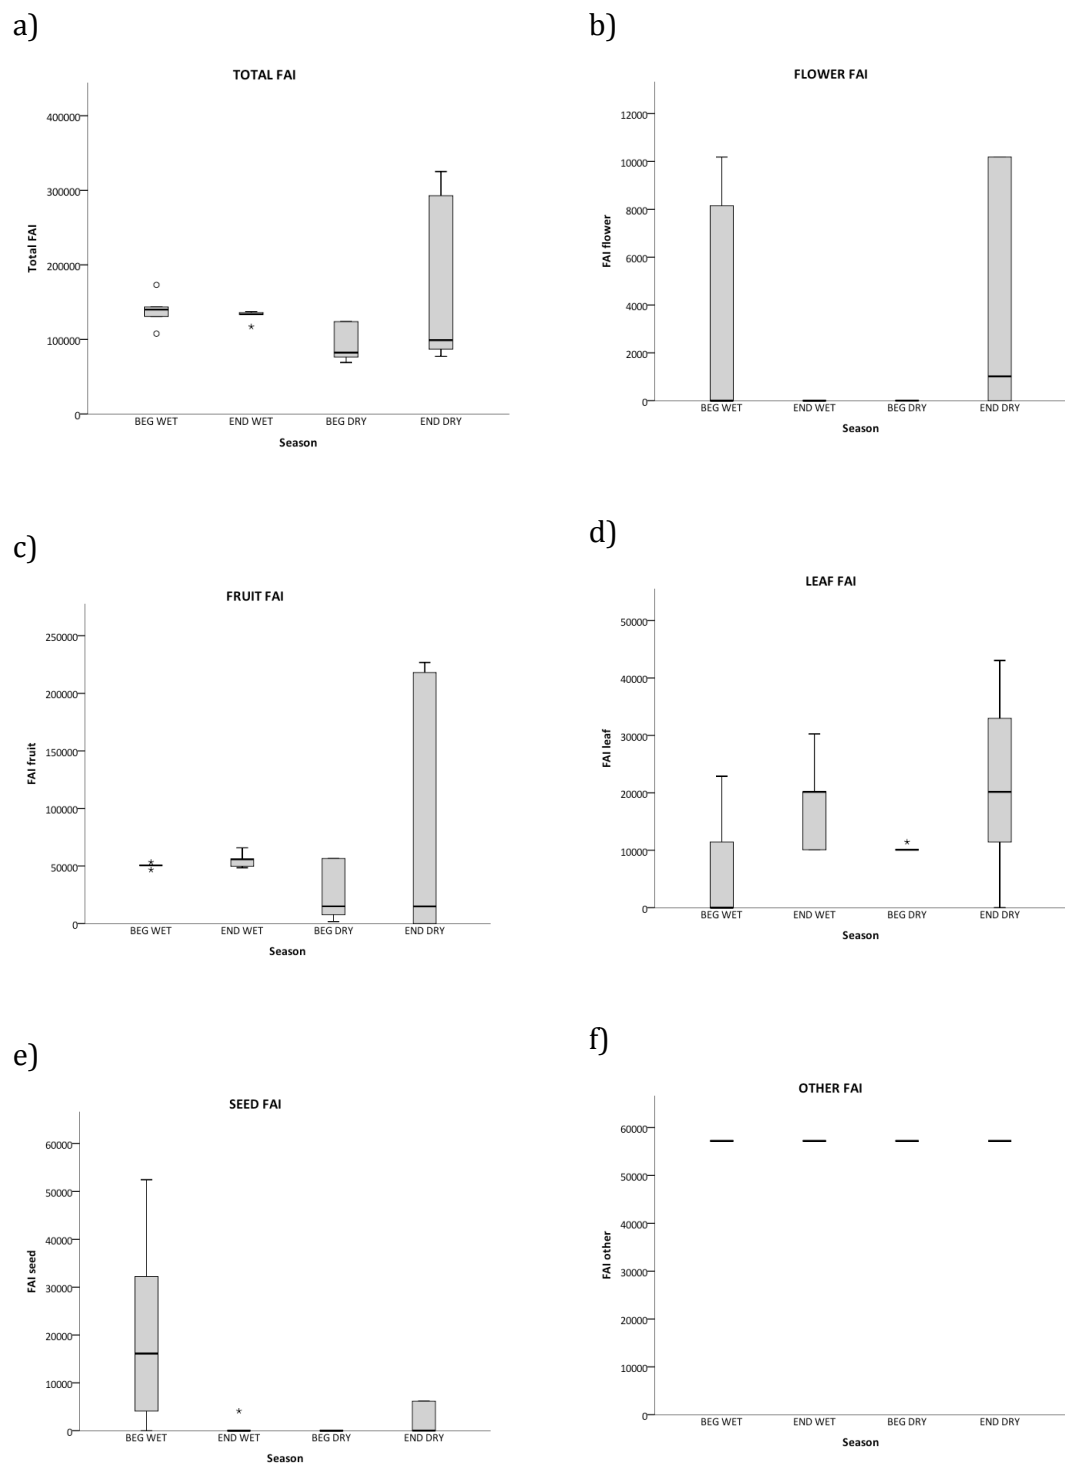 a)
TOTAL FAI
400000
300000
200000
100000
0
Total FAI
BEG WET END WET BEG DRY END DRY
Season
b)
FLOWER FAI
12000
10000
8000
6000
4000
2000
0
FAI flower
BEG WET END WET BEG DRY END DRY
Season
c)
FRUIT FAI
250000
200000
150000
100000
50000
0
FAI fruit
BEG WET END WET BEG DRY END DRY
Season
d)
LEAF FAI
50000
40000
30000
20000
10000
0
FAI leaf
BEG WET END WET BEG DRY END DRY
Season
e)
SEED FAI
60000
50000
40000
30000
20000
10000
0
FAI seed
BEG WET END WET BEG DRY END DRY
Season
f)
OTHER FAI
60000
50000
40000
30000
20000
10000
0
FAI other
BEG WET END WET BEG DRY END DRY
Season